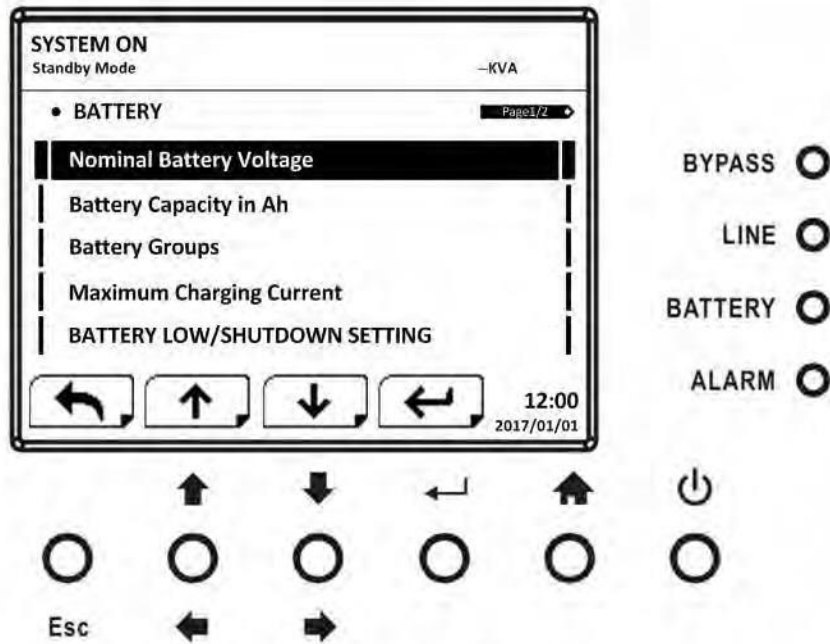 SYSTEM ON
Standby Mode --KVA
• BATTERY Page1/2
Nominal Battery Voltage
Battery Capacity in Ah
Battery Groups
Maximum Charging Current
BATTERY LOW/SHUTDOWN SETTING
12:00
2017/01/01
BYPASS
LINE
BATTERY
ALARM
Esc